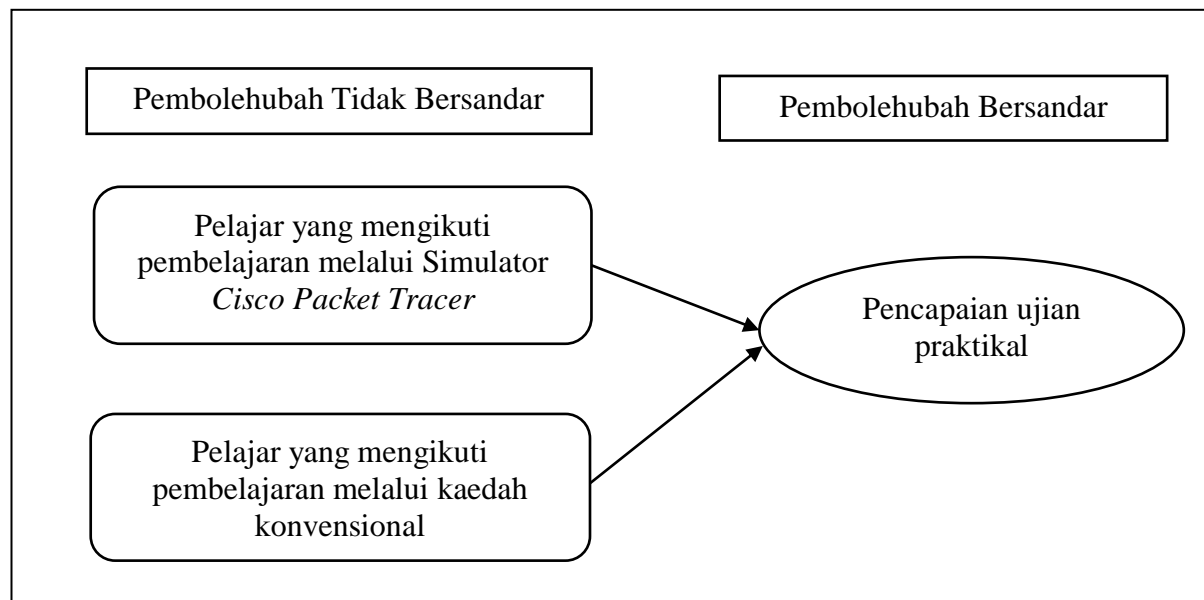 Pembolehubah Tidak Bersandar
Pembolehubah Bersandar
Pelajar yang mengikuti
pembelajaran melalui Simulator
Cisco Packet Tracer
Pencapaian ujian
praktikal
Pelajar yang mengikuti
pembelajaran melalui kaedah
konvensional